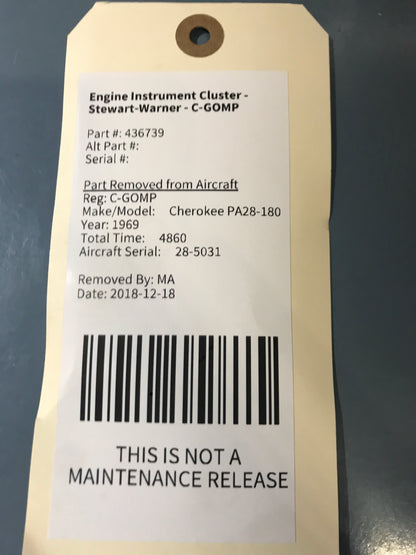 Engine Instrument Cluster -
Stewart-Warner - C-GOMP
Part #: 436739
Alt Part #:
Serial #:
Part Removed from Aircraft
Reg: C-GOMP
Make/Model: Cherokee PA28-180
Year: 1969
Total Time: 4860
Aircraft Serial: 28-5031
Removed By: MA
Date: 2018-12-18
THIS IS NOT A
MAINTENANCE RELEASE